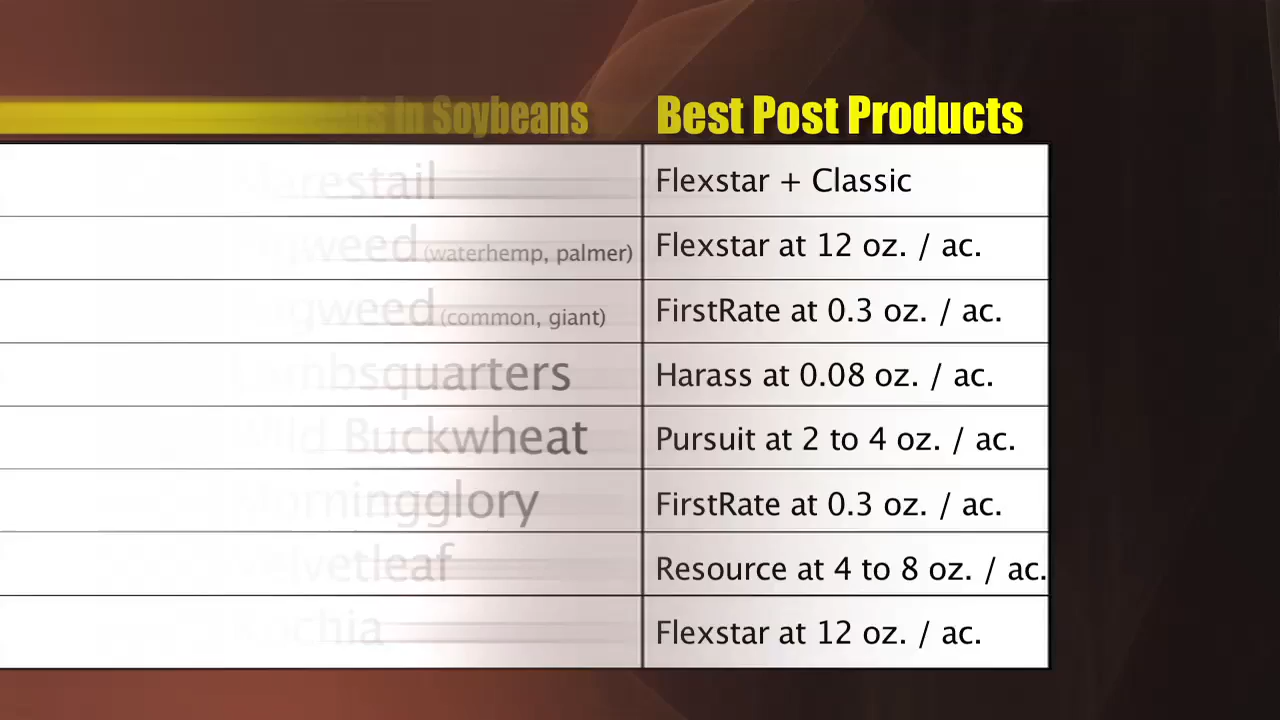 in Soybeans Best Post Products
Marestail Flexstar + Classic
(waterhemp, palmer) Flexstar at 12 oz. / ac.
(common, giant) FirstRate at 0.3 oz. / ac.
Lambsquarters Harass at 0.08 oz. / ac.
Wild Buckwheat Pursuit at 2 to 4 oz. / ac.
Morningglory FirstRate at 0.3 oz. / ac.
Velvetleaf Resource at 4 to 8 oz. / ac.
Kochia Flexstar at 12 oz. / ac.